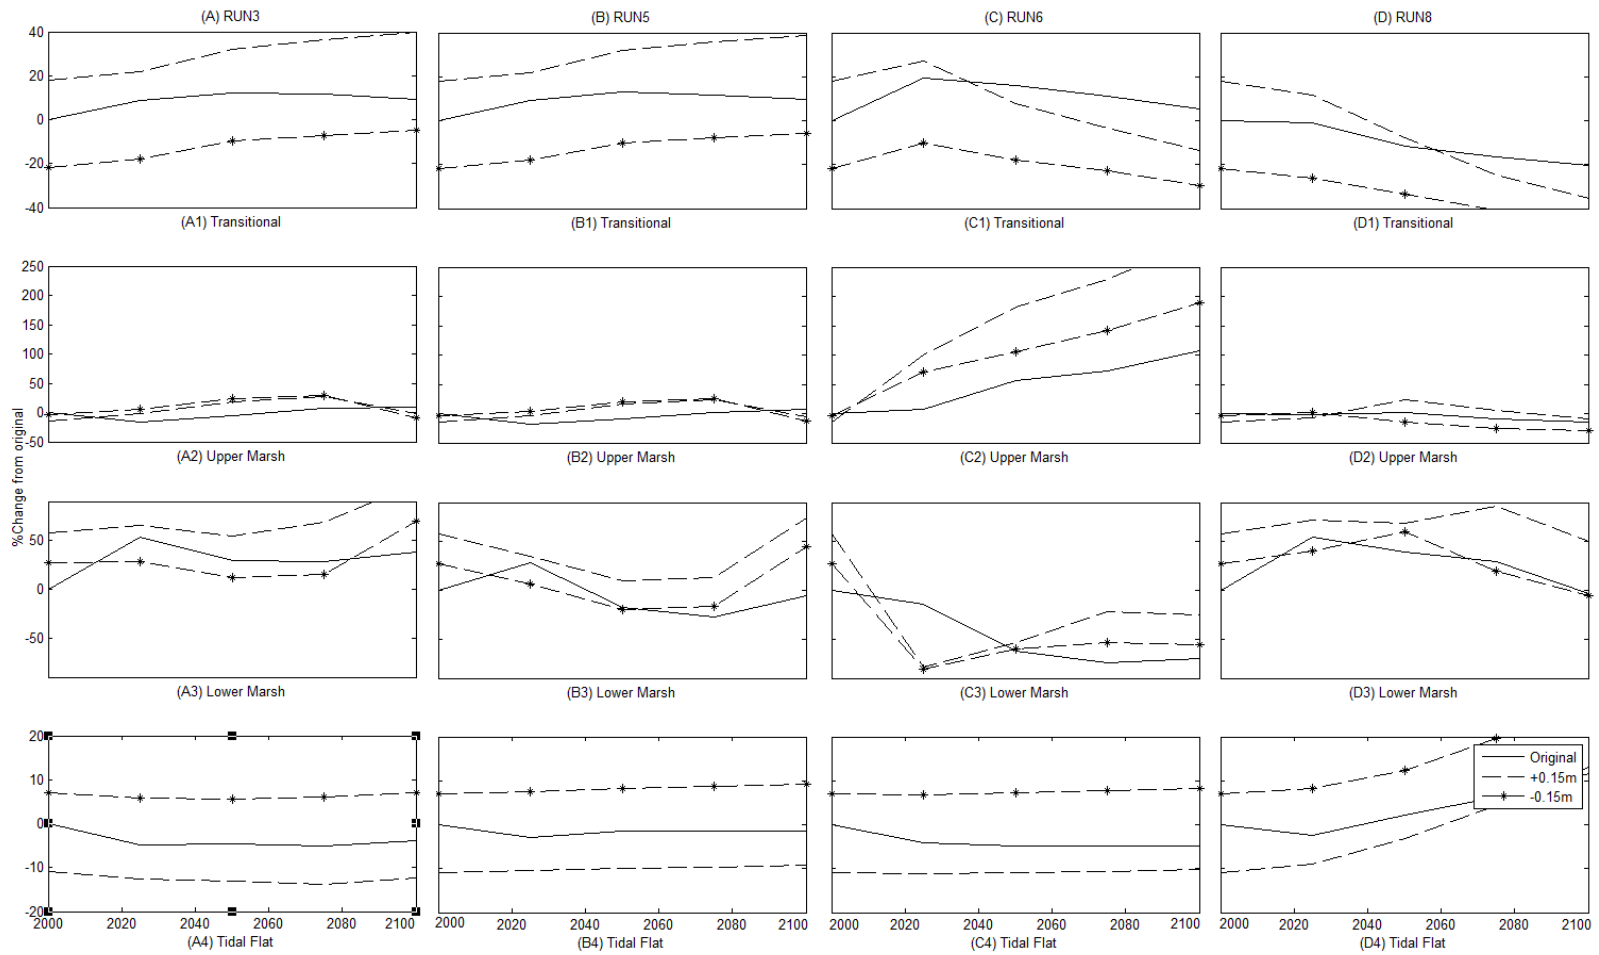 (A) RUN3 (B) RUN5 (C) RUN6 (D) RUN8
40
20
0
-20
-40
(A1) Transitional (B1) Transitional (C1) Transitional (D1) Transitional
250
200
150
100
50
0
-50
(A2) Upper Marsh (B2) Upper Marsh (C2) Upper Marsh (D2) Upper Marsh
%Change from original
50
0
-50
(A3) Lower Marsh (B3) Lower Marsh (C3) Lower Marsh (D3) Lower Marsh
20
10
0
-10
-20
Original
+0.15m
-0.15m
2000 2020 2040 2060 2080 2100 2000 2020 2040 2060 2080 2100 2000 2020 2040 2060 2080 2100 2000 2020 2040 2060 2080 2100
(A4) Tidal Flat (B4) Tidal Flat (C4) Tidal Flat (D4) Tidal Flat